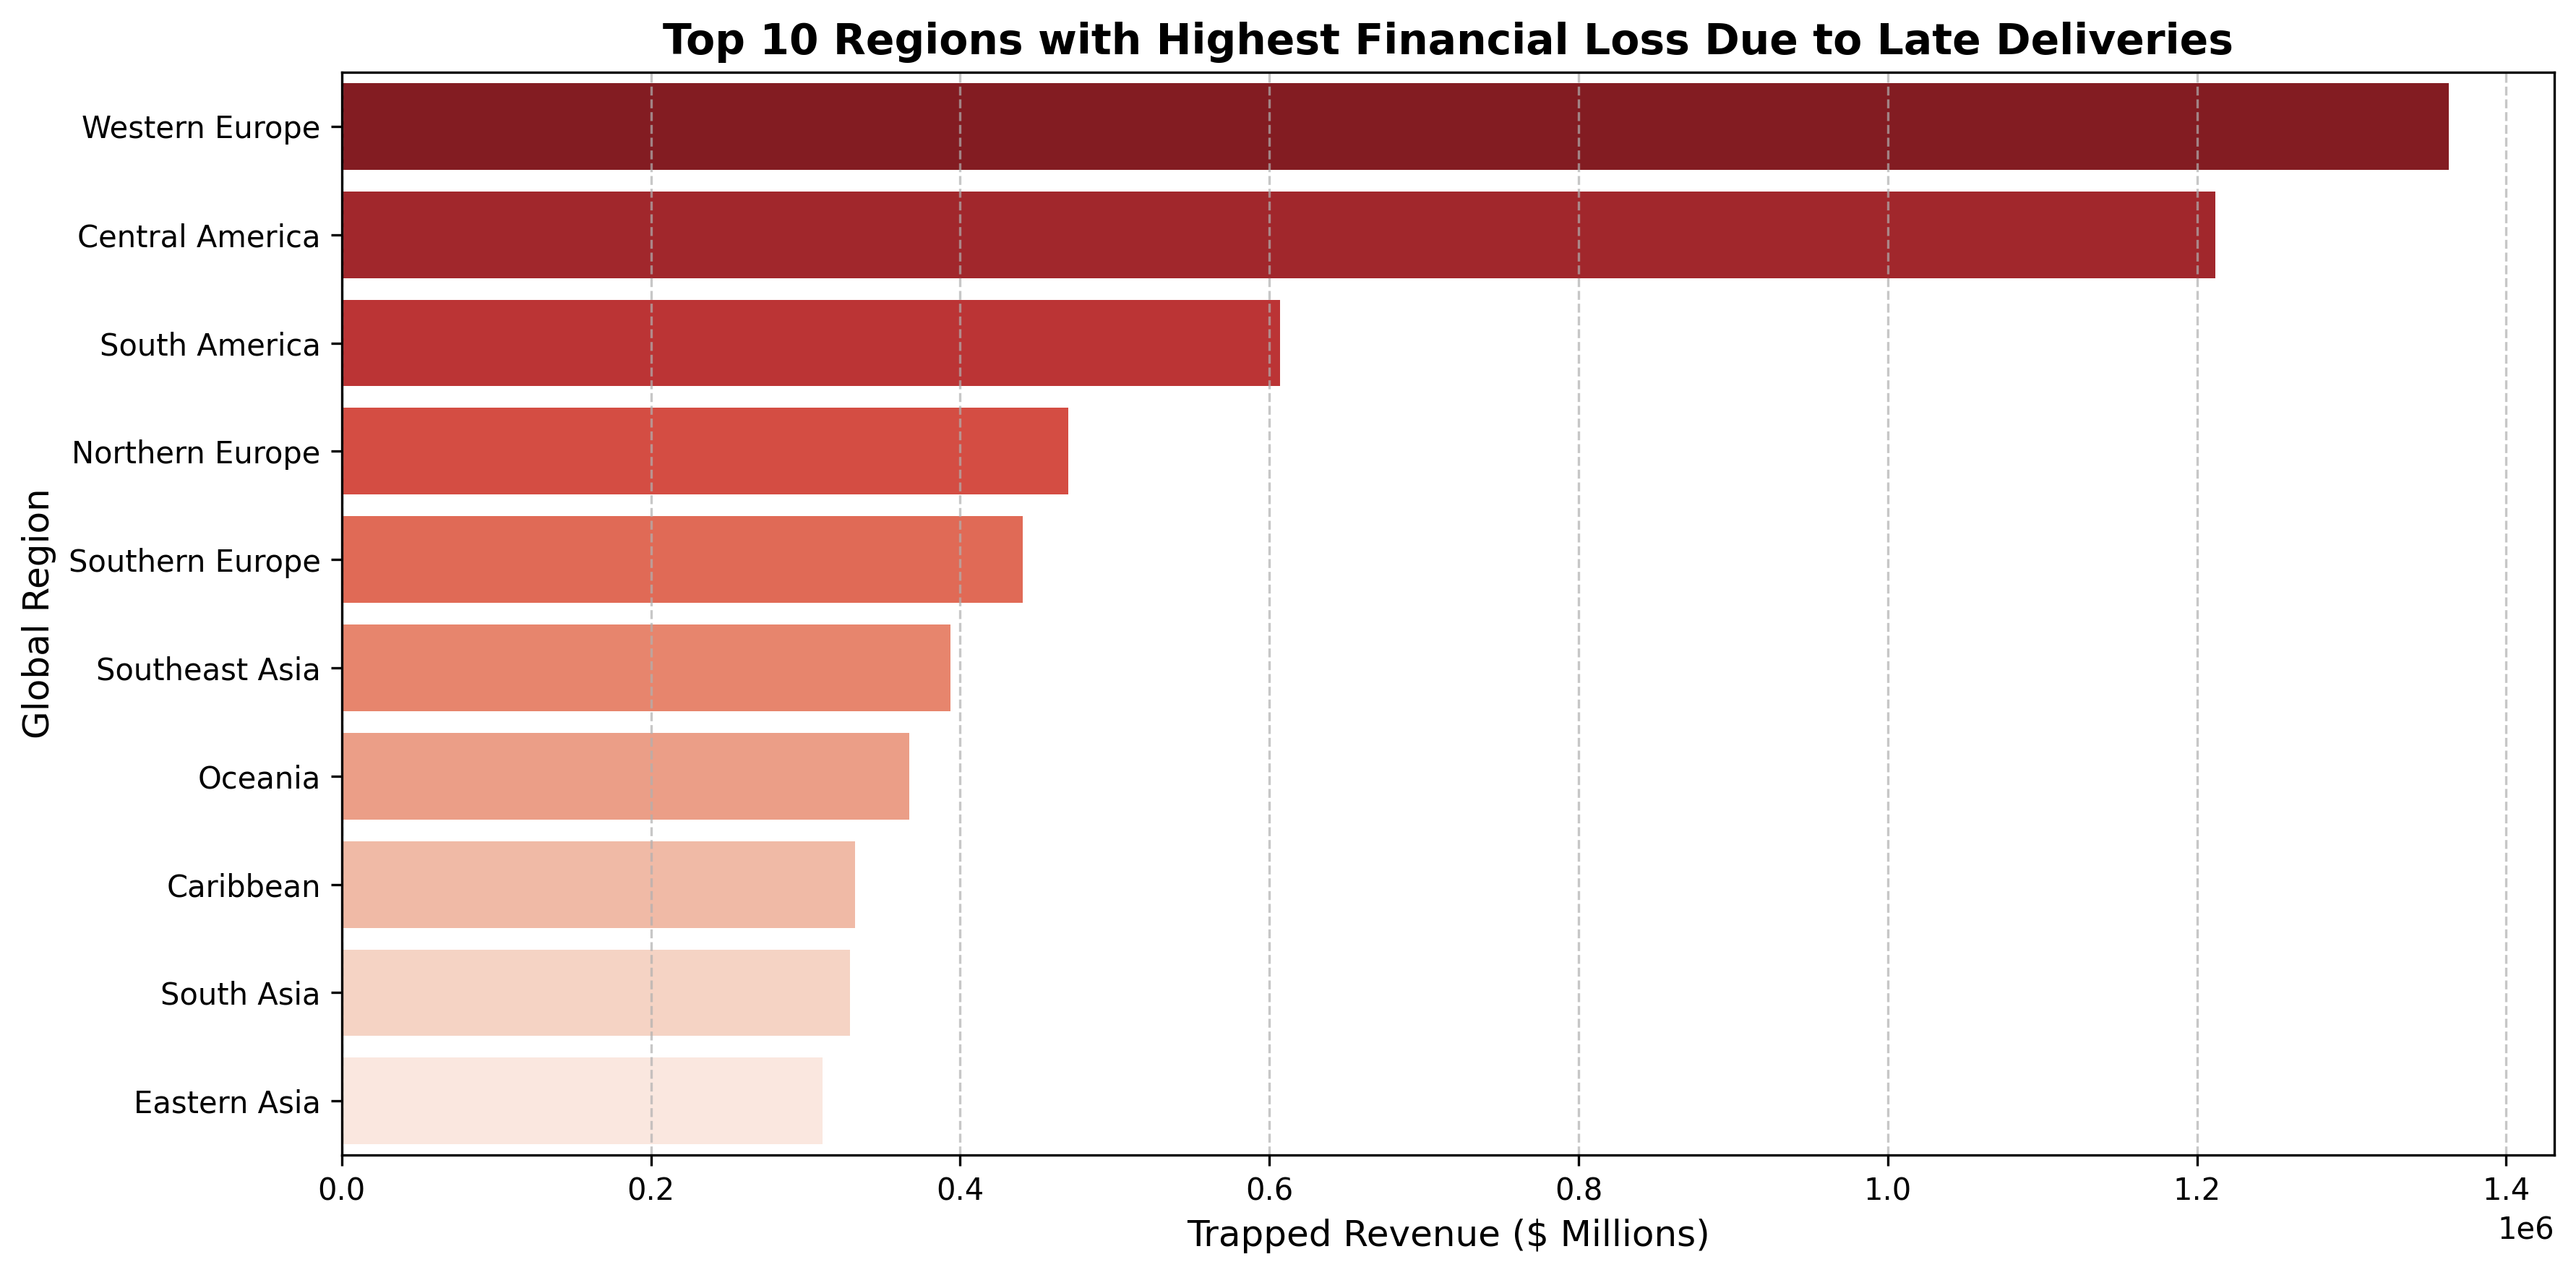 Top 10 Regions with Highest Financial Loss Due to Late Deliveries
Global Region
Western Europe
Central America
South America
Northern Europe
Southern Europe
Southeast Asia
Oceania
Caribbean
South Asia
Eastern Asia
0.0 0.2 0.4 0.6 0.8 1.0 1.2 1.4
1e6
Trapped Revenue ($ Millions)